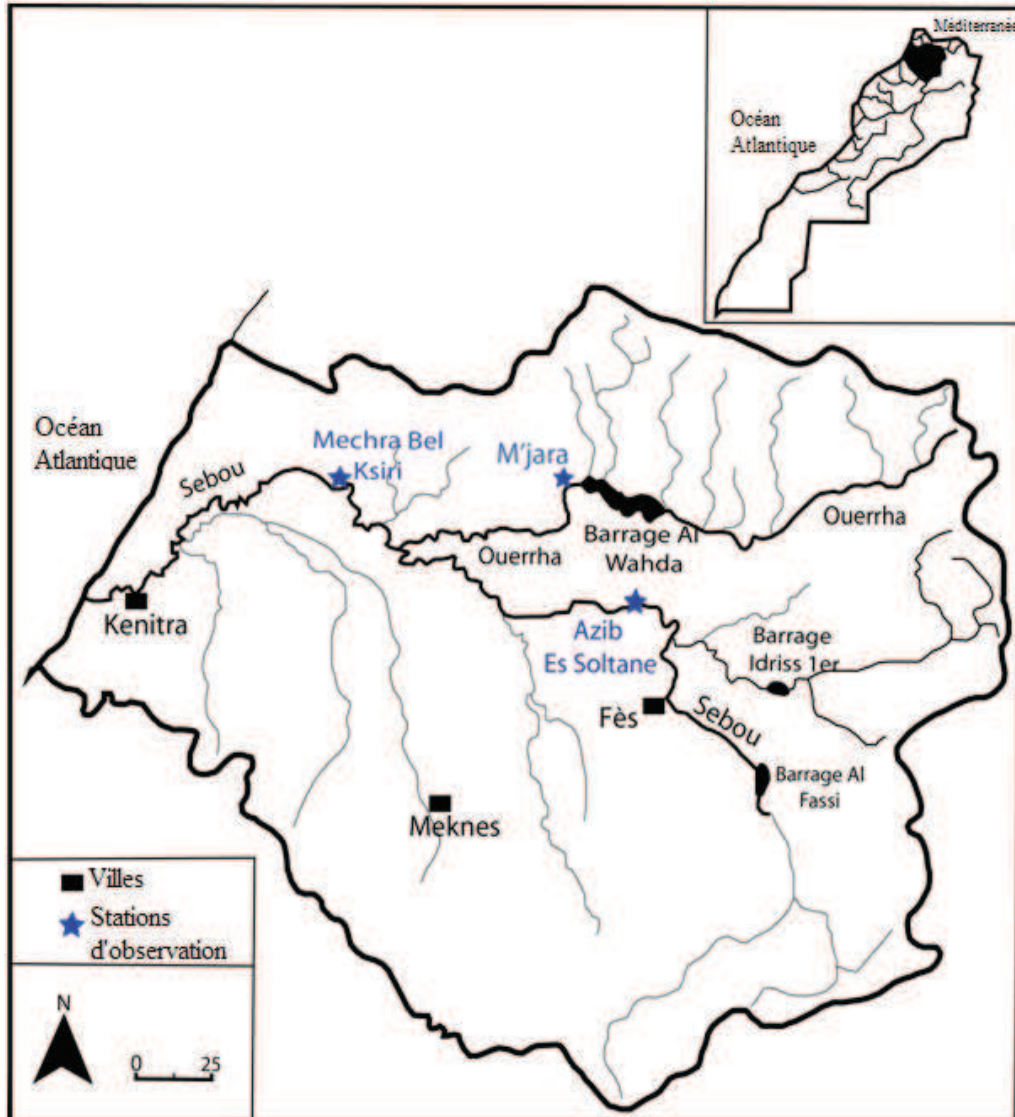 Méditerranée
Océan
Atlantique
Océan
Atlantique
Mechra Bel
Ksiri
M'jara
Sebou
Ouerrha
Ouerrha
Barrage Al
Wahda
Kenitra
Azib
Es Soltane
Barrage
Idriss 1er
Fès
Sebou
Barrage Al
Fassi
Meknes
Villes
Stations
d'observation
N
0 25